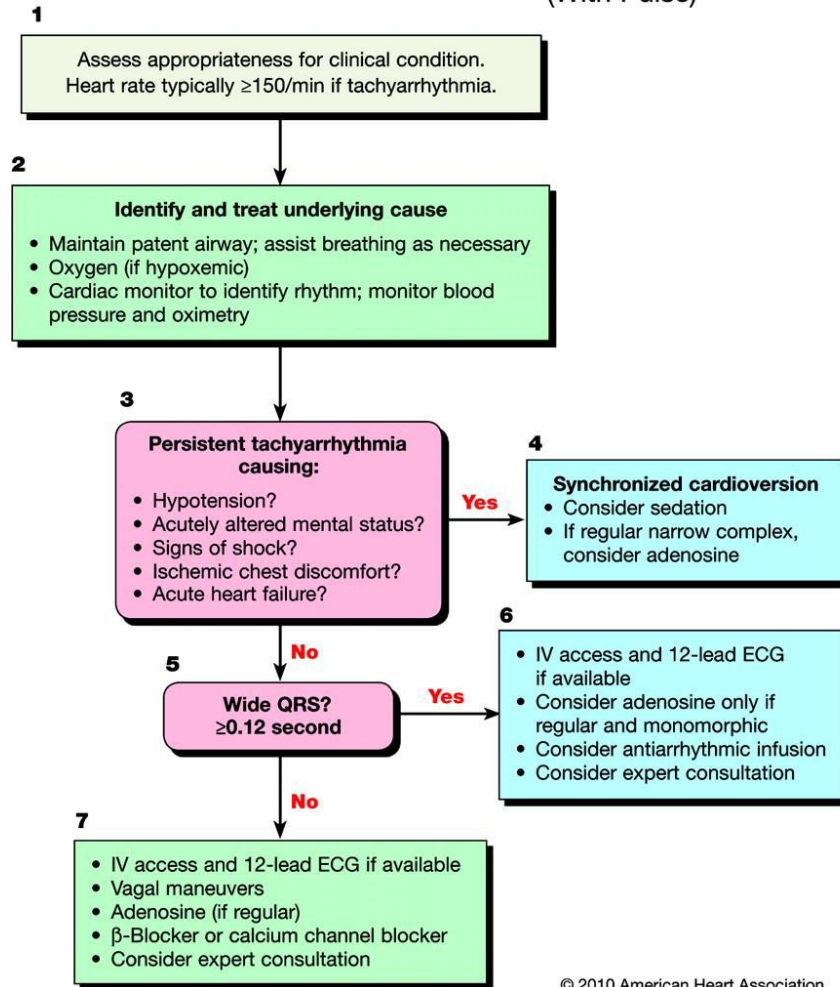 (With Pulse)
1
Assess appropriateness for clinical condition.
Heart rate typically ≥150/min if tachyarrhythmia.
2
Identify and treat underlying cause
• Maintain patent airway; assist breathing as necessary
• Oxygen (if hypoxemic)
• Cardiac monitor to identify rhythm; monitor blood
pressure and oximetry
3
Persistent tachyarrhythmia
causing:
• Hypotension?
• Acutely altered mental status?
• Signs of shock?
• Ischemic chest discomfort?
• Acute heart failure?
Yes
4
Synchronized cardioversion
• Consider sedation
• If regular narrow complex,
consider adenosine
No
5
Wide QRS?
≥0.12 second
Yes
6
• IV access and 12-lead ECG
if available
• Consider adenosine only if
regular and monomorphic
• Consider antiarrhythmic infusion
• Consider expert consultation
No
7
• IV access and 12-lead ECG if available
• Vagal maneuvers
• Adenosine (if regular)
• β-Blocker or calcium channel blocker
• Consider expert consultation
© 2010 American Heart Association